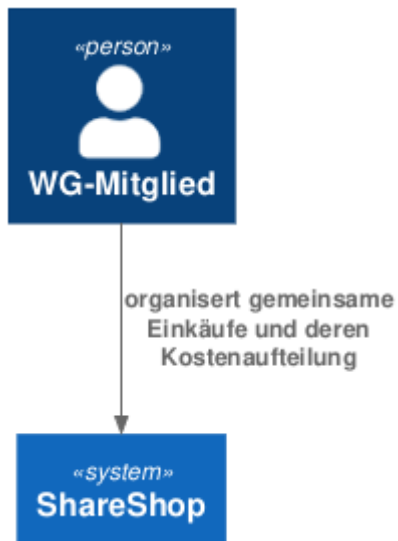 «person»
WG-Mitglied
organisert gemeinsame
Einkäufe und deren
Kostenaufteilung
«system»
ShareShop